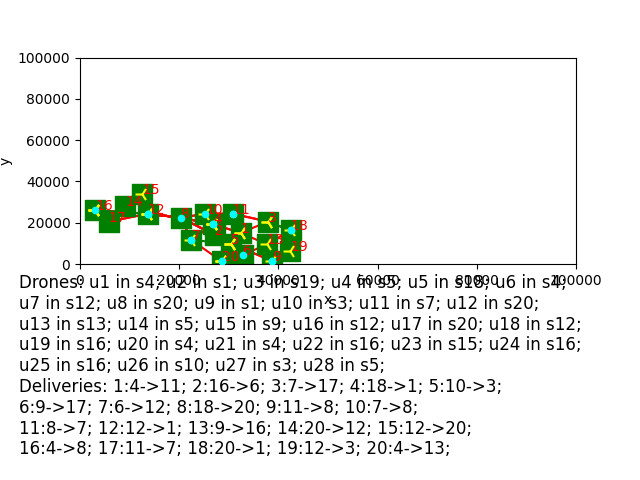 100000
80000
60000
40000
20000
0
y
0 20000 40000 60000 80000 100000
x
Drones: u1 in s4; u2 in s1; u3 in s19; u4 in s5; u5 in s18; u6 in s4;
u7 in s12; u8 in s20; u9 in s1; u10 in s3; u11 in s7; u12 in s20;
u13 in s13; u14 in s5; u15 in s9; u16 in s12; u17 in s20; u18 in s12;
u19 in s16; u20 in s4; u21 in s4; u22 in s16; u23 in s15; u24 in s16;
u25 in s16; u26 in s10; u27 in s3; u28 in s5;
Deliveries: 1:4->11; 2:16->6; 3:7->17; 4:18->1; 5:10->3;
6:9->17; 7:6->12; 8:18->20; 9:11->8; 10:7->8;
11:8->7; 12:12->1; 13:9->16; 14:20->12; 15:12->20;
16:4->8; 17:11->7; 18:20->1; 19:12->3; 20:4->13;